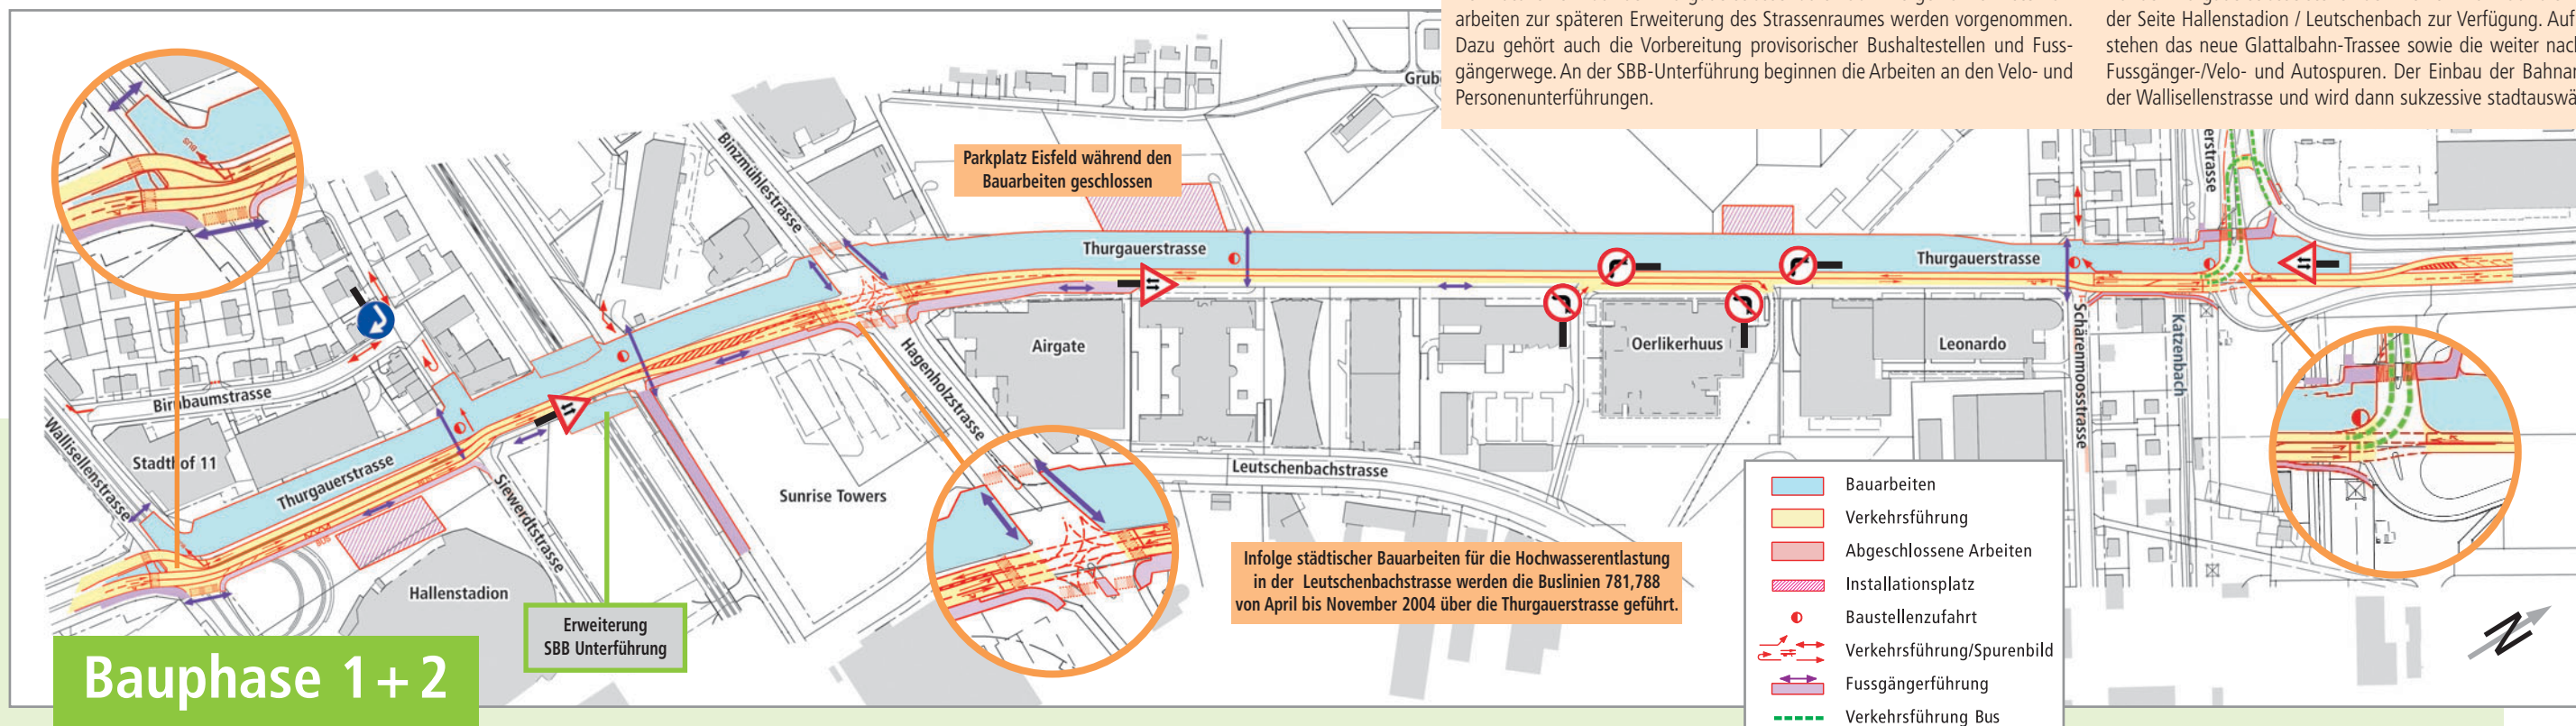 arbeiten zur späteren Erweiterung des Strassenraumes werden vorgenommen.
Dazu gehört auch die Vorbereitung provisorischer Bushaltestellen und Fuss-
gängerwege. An der SBB-Unterführung beginnen die Arbeiten an den Velo- und
Personenunterführungen.
der Seite Hallenstadion / Leutschenbach zur Verfügung. Auf
stehen das neue Glattalbahn-Trassee sowie die weiter nach
Fussgänger-/Velo- und Autospuren. Der Einbau der Bahnan
der Wallisellenstrasse und wird dann sukzessive stadtauswä
Grube
erstrasse
Parkplatz Eisfeld während den
Bauarbeiten geschlossen
Binzmühlestrasse
BUS
Thurgauerstrasse
Thurgauerstrasse
Airgate
Oerlikerhuus
Leonardo
Schärenmoosstrasse
Katzenbach
Birnbaumstrasse
Hagenholzstrasse
Wallisellenstrasse
Stadthof 11
Thurgauerstrasse
Siewerdtstrasse
Sunrise Towers
Leutschenbachstrasse
BUS
Hallenstadion
Infolge städtischer Bauarbeiten für die Hochwasserentlastung
in der Leutschenbachstrasse werden die Buslinien 781,788
von April bis November 2004 über die Thurgauerstrasse geführt.
Erweiterung
SBB Unterführung
Bauphase 1+2
Bauarbeiten
Verkehrsführung
Abgeschlossene Arbeiten
Installationsplatz
Baustellenzufahrt
Verkehrsführung/Spurenbild
Fussgängerführung
Verkehrsführung Bus
N